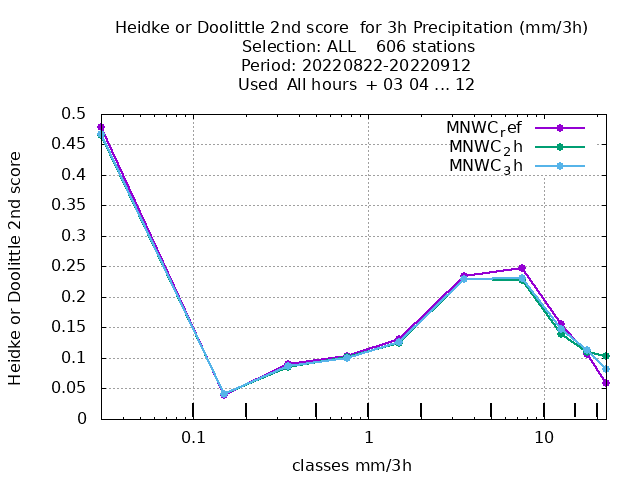 Heidke or Doolittle 2nd score  for 3h Precipitation (mm/3h)
Selection: ALL    606 stations
Period: 20220822-20220912
Used  All hours  + 03 04 ... 12
MNWC_ref
MNWC_2h
MNWC_3h
0.5
0.45
0.4
0.35
0.3
0.25
0.2
0.15
0.1
0.05
0
Heidke or Doolittle 2nd score
0.1 1 10
classes mm/3h